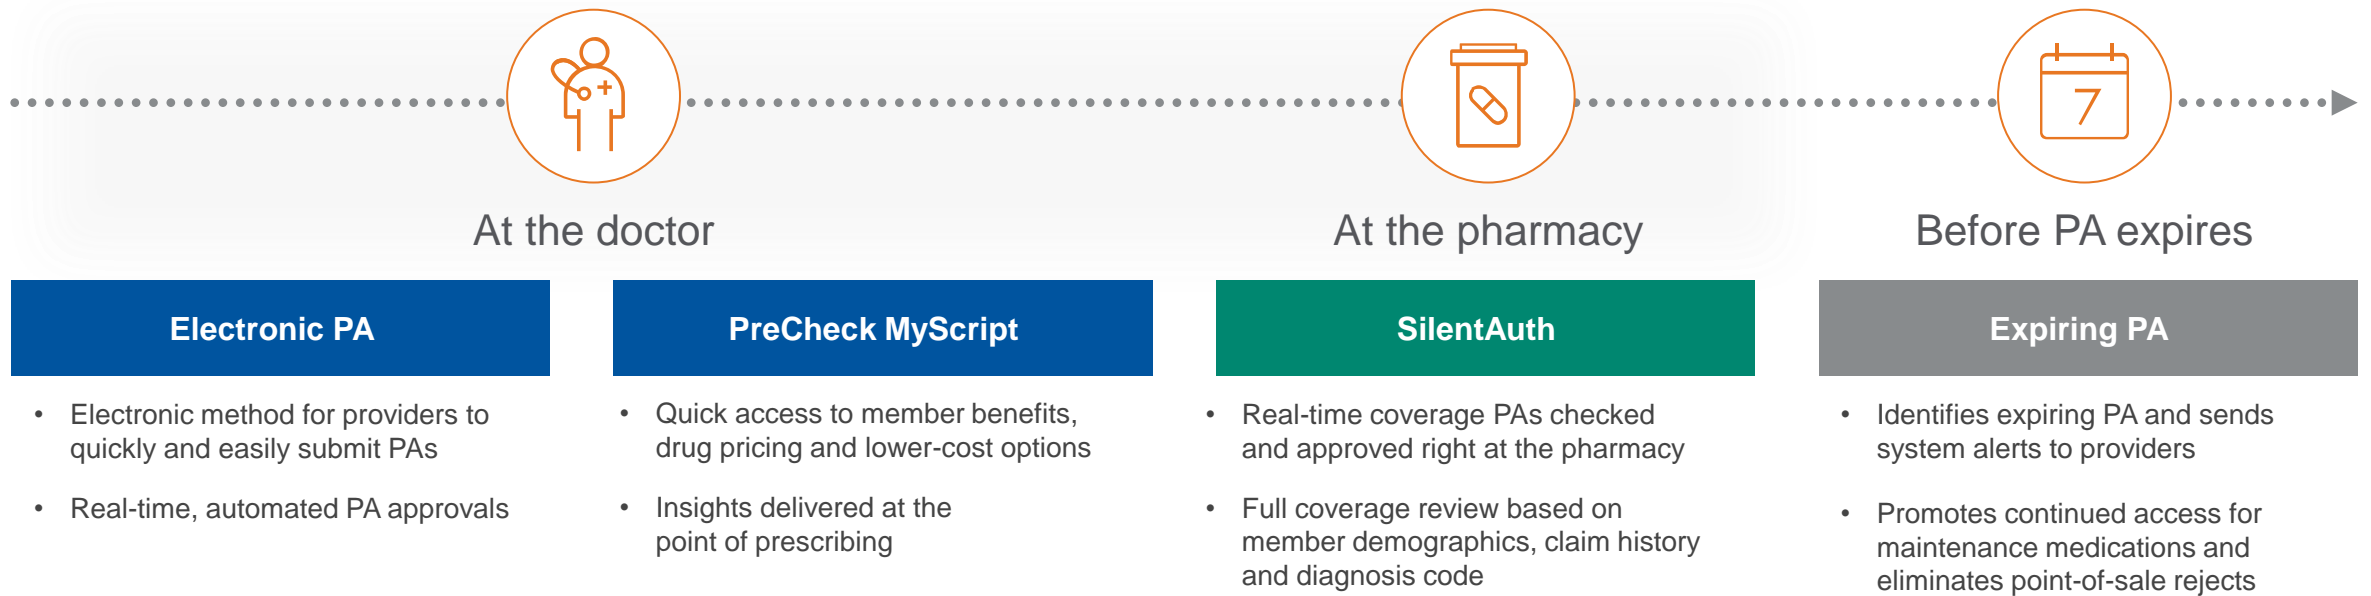 7
At the doctor
At the pharmacy
Before PA expires
Electronic PA
• Electronic method for providers to
quickly and easily submit PAs
• Real-time, automated PA approvals
PreCheck MyScript
• Quick access to member benefits,
drug pricing and lower-cost options
• Insights delivered at the
point of prescribing
SilentAuth
• Real-time coverage PAs checked
and approved right at the pharmacy
• Full coverage review based on
member demographics, claim history
and diagnosis code
Expiring PA
• Identifies expiring PA and sends
system alerts to providers
• Promotes continued access for
maintenance medications and
eliminates point-of-sale rejects